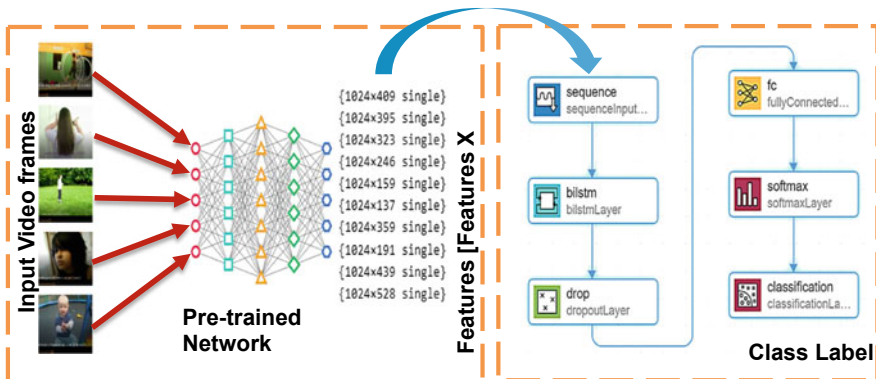 Input Video frames
Pre-trained
Network
{1024×409 single}
{1024×395 single}
{1024×323 single}
{1024×246 single}
{1024×159 single}
{1024×137 single}
{1024×359 single}
{1024×191 single}
{1024×439 single}
{1024×528 single}
Features [Features X
sequence
sequenceInput...
bilstm
bilstmLayer
drop
dropoutLayer
fc
fullyConnected...
softmax
softmaxLayer
classification
classificationLa...
Class Label